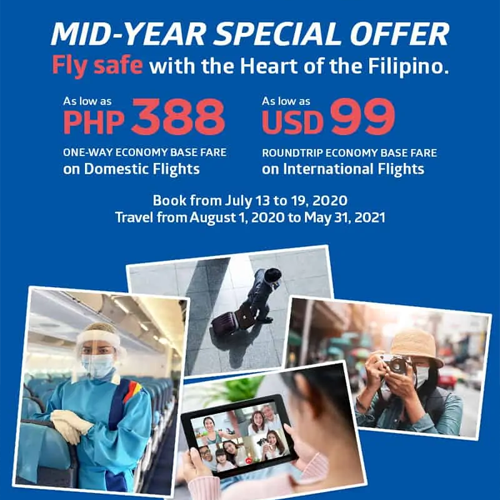 MID-YEAR SPECIAL OFFER
Fly safe with the Heart of the Filipino.
As low as
PHP 388
ONE-WAY ECONOMY BASE FARE
on Domestic Flights
As low as
USD 99
ROUNDTRIP ECONOMY BASE FARE
on International Flights
Book from July 13 to 19, 2020
Travel from August 1, 2020 to May 31, 2021